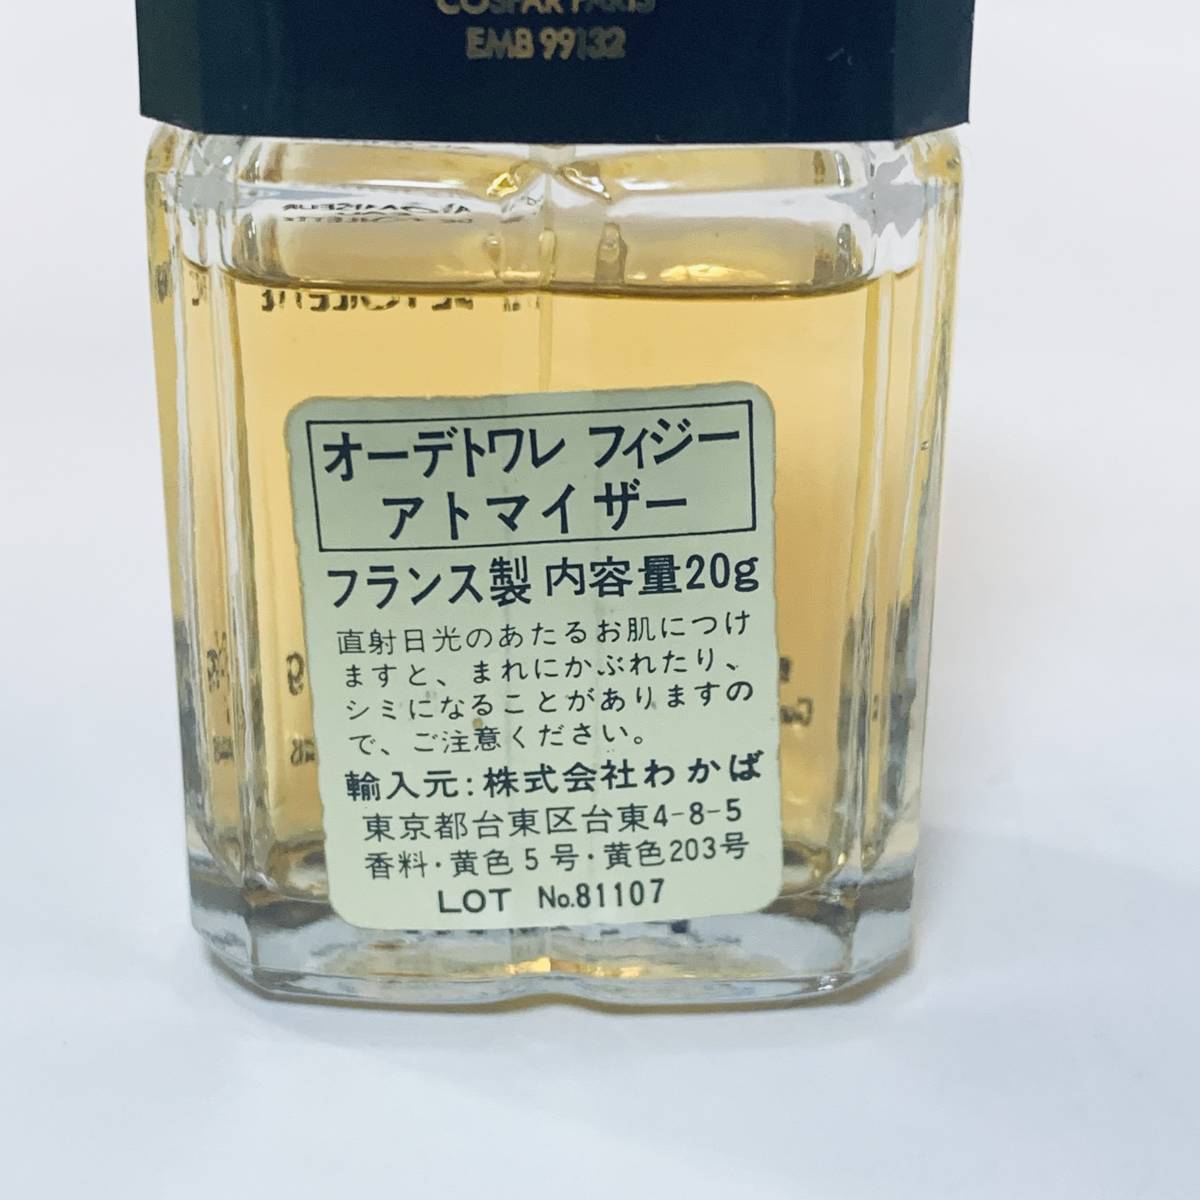 COSPAR PARIS
EMB 99132
オーデトワレ フィジー
アトマイザー
フランス製 内容量20g
直射日光のあたるお肌につけ
ますと、まれにかぶれたり、
シミになることがありますの
で、ご注意ください。
輸入元:株式会社わかば
東京都台東区台東4-8-5
香料・黄色5号・黄色203号
LOT No.81107